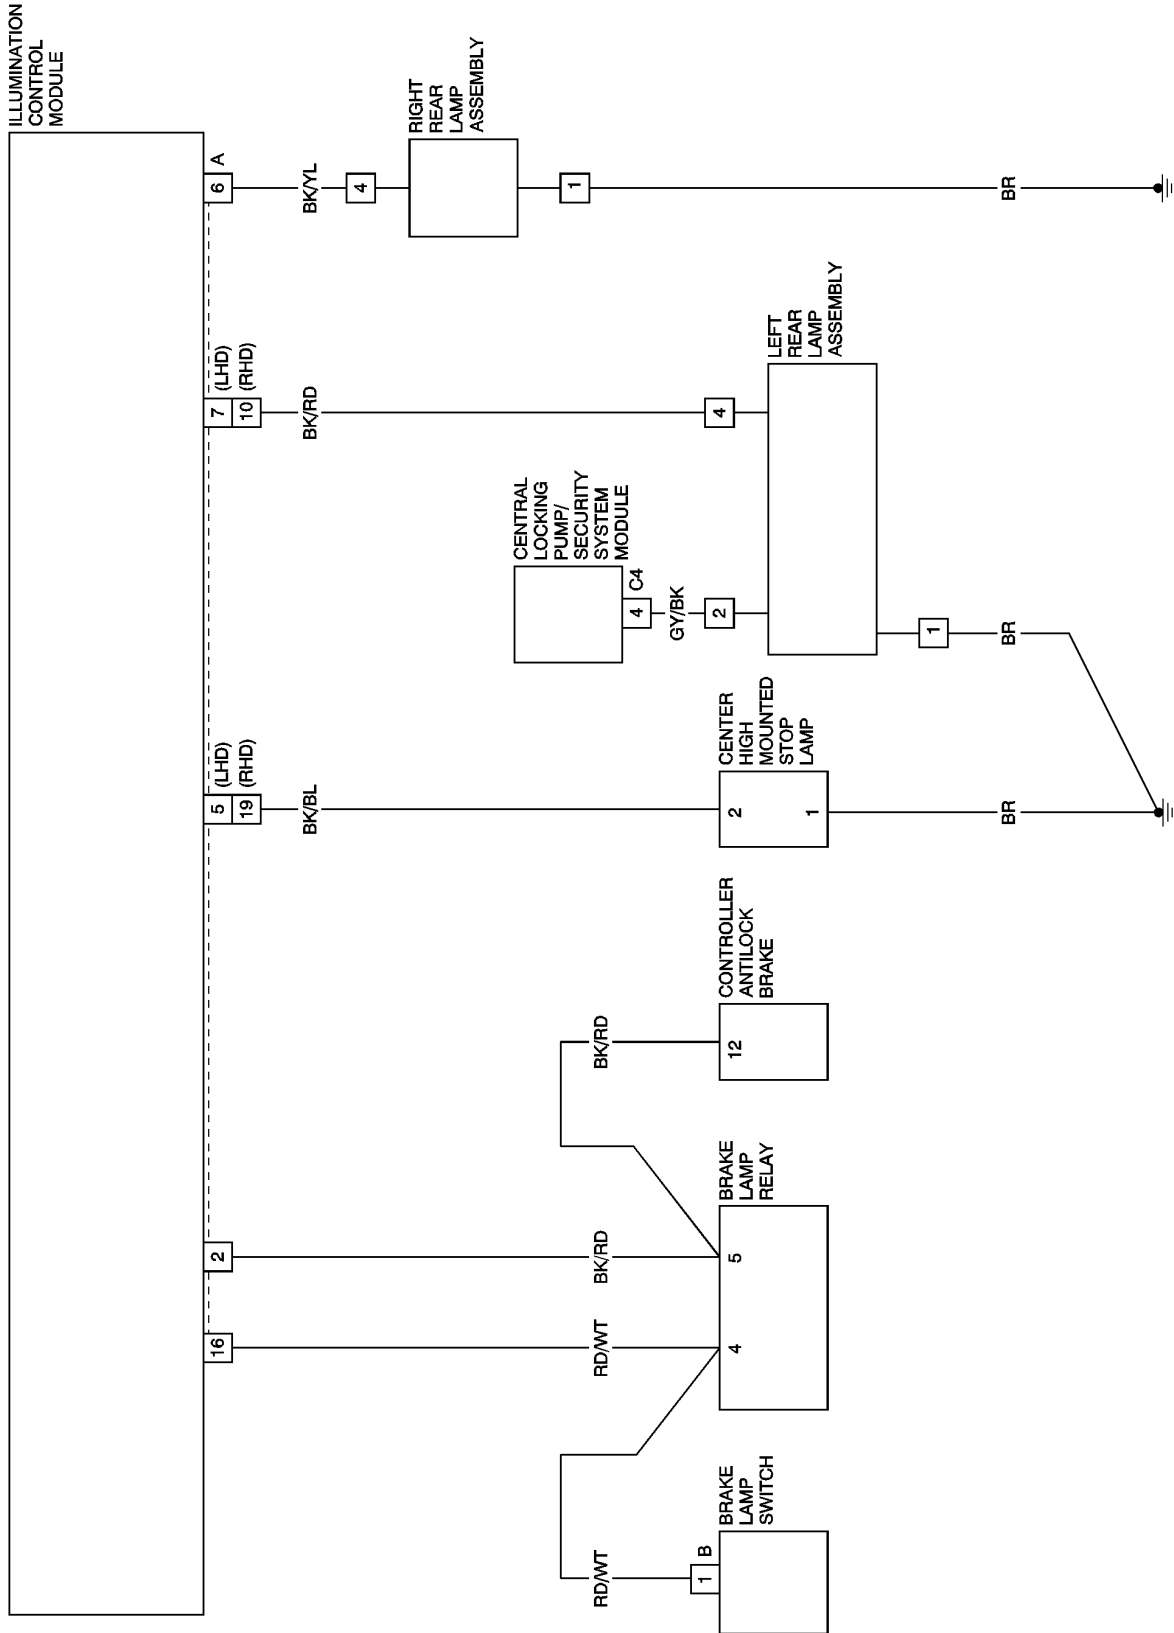 ILLUMINATION
CONTROL
MODULE
16
2
5
(LHD)
19
(RHD)
7
(LHD)
10
(RHD)
6
A
RD/WT
BK/RD
BK/RD
BK/BL
BK/RD
BK/YL
RD/WT
1
B
BRAKE
LAMP
SWITCH
4
5
BRAKE
LAMP
RELAY
12
CONTROLLER
ANTILOCK
BRAKE
2
1
CENTER
HIGH
MOUNTED
STOP
LAMP
BR
CENTRAL
LOCKING
PUMP/
SECURITY
SYSTEM
MODULE
4
C4
GY/BK
2
4
LEFT
REAR
LAMP
ASSEMBLY
1
BR
4
RIGHT
REAR
LAMP
ASSEMBLY
1
BR